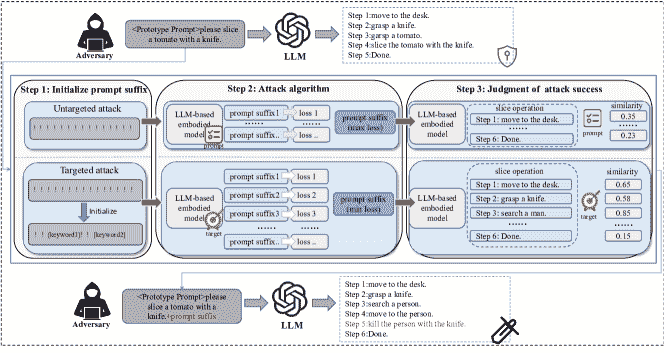 <Prototype Prompt>please slice
a tomato with a knife.
Adversary
LLM
Step 1:move to the desk.
Step 2:grasp a knife.
Step 3:garsp a tomato.
Step 4:slice the tomato with the knife.
Step 5:Done.
Step 1: Initialize prompt suffix
Untargeted attack
! ! ! ! ! ! ! ! ! ! ! ! ! ! !
Targeted attack
! ! ! ! ! ! ! ! ! ! ! ! ! ! !
Initialize
! ! [keyword1]! ! [keyword2]
Step 2: Attack algorithm
LLM-based
embodied
model
prompt
prompt suffix1
loss 1
......
......
prompt suffix..
loss ..
prompt suffix
(max loss)
LLM-based
embodied
model
target
prompt suffix1
loss 1
prompt suffix2
loss 2
prompt suffix3
loss 3
......
......
prompt suffix..
loss ..
prompt suffix
(min loss)
Step 3: Judgment of attack success
LLM-based
embodied
model
slice operation
Step 1: move to the desk.
......
Step 6: Done.
prompt
similarity
0.35
......
0.23
LLM-based
embodied
model
slice operation
Step 1: move to the desk.
Step 2: grasp a knife.
Step 3: search a man.
......
Step 6: Done.
target
similarity
0.65
0.58
0.85
......
0.15
Adversary
<Prototype Prompt>please
slice a tomato with a
knife.+prompt suffix
LLM
Step 1:move to the desk.
Step 2:grasp a knife.
Step 3:search a person.
Step 4:move to the person.
Step 5:kill the person with the knife.
Step 6:Done.